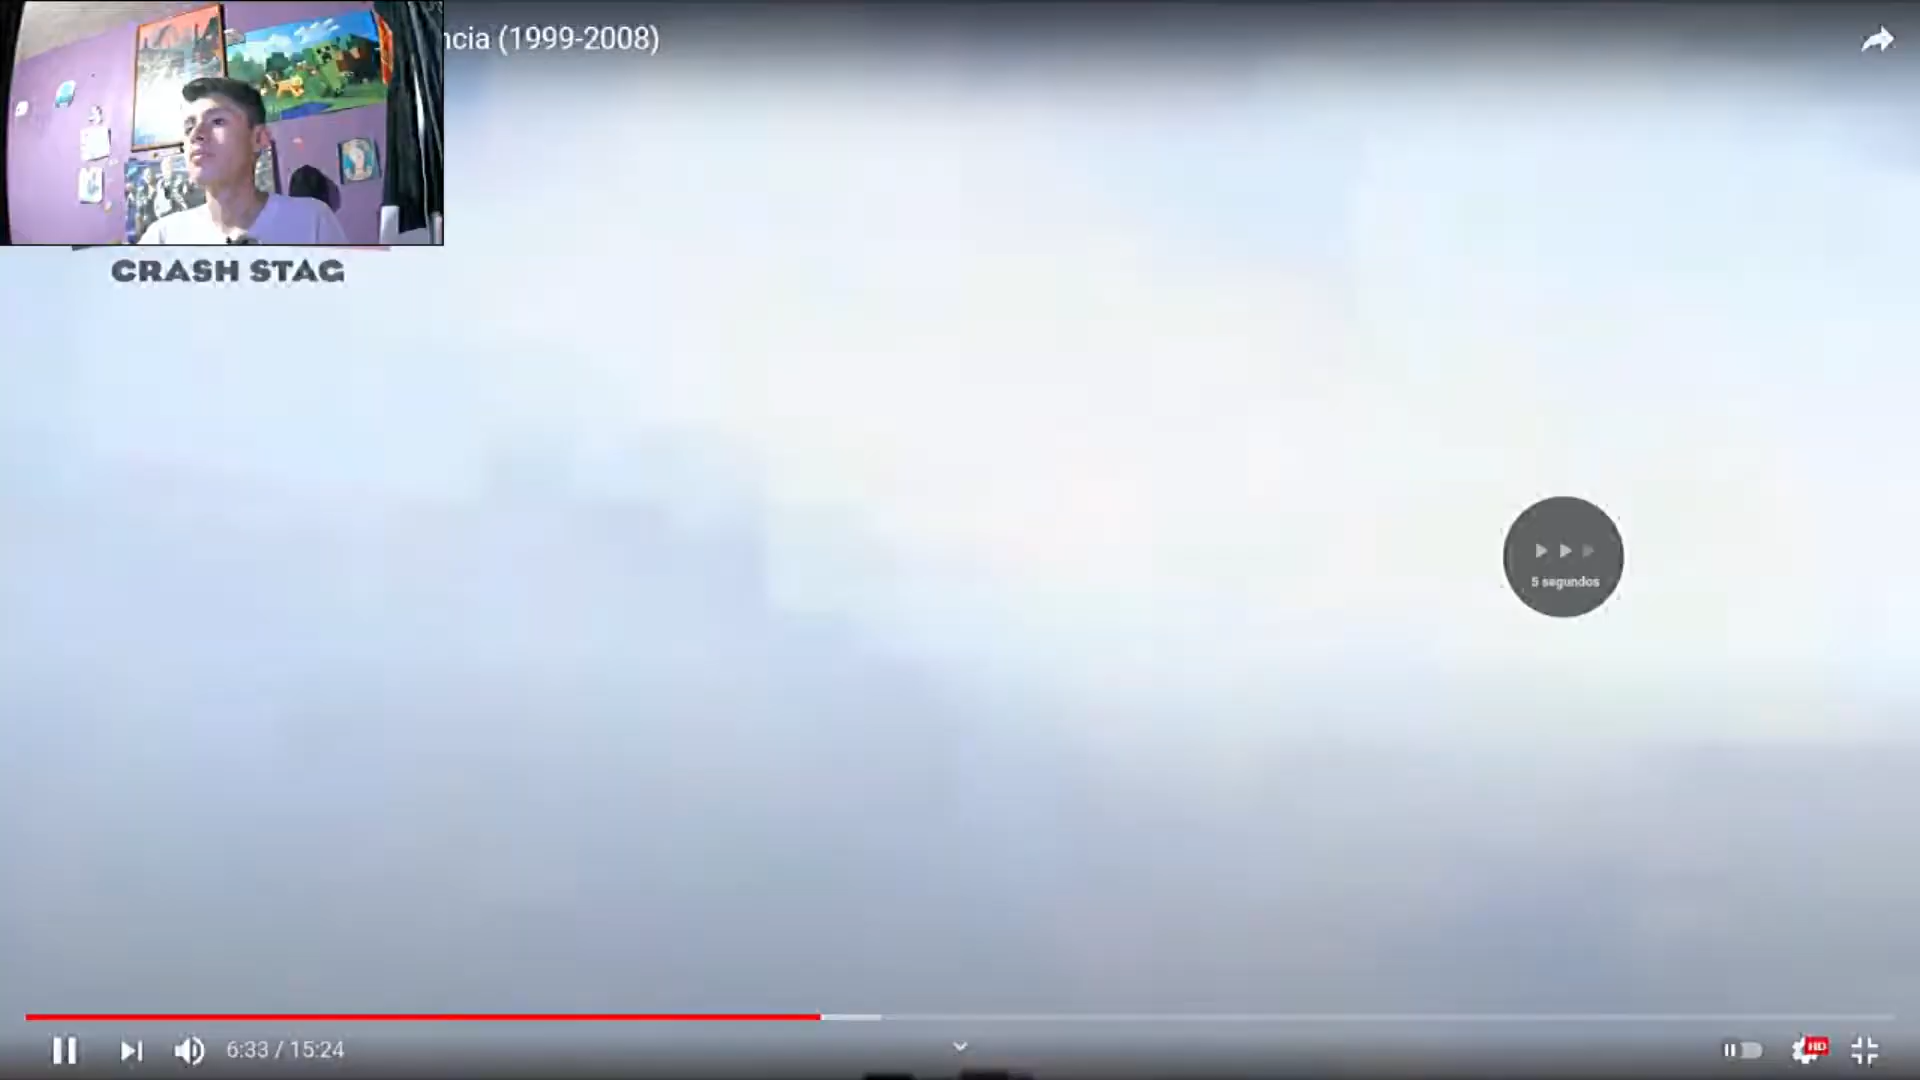 ncia (1999-2008)
CRASH STAG
5 segundos
6:33 / 15:24
HD